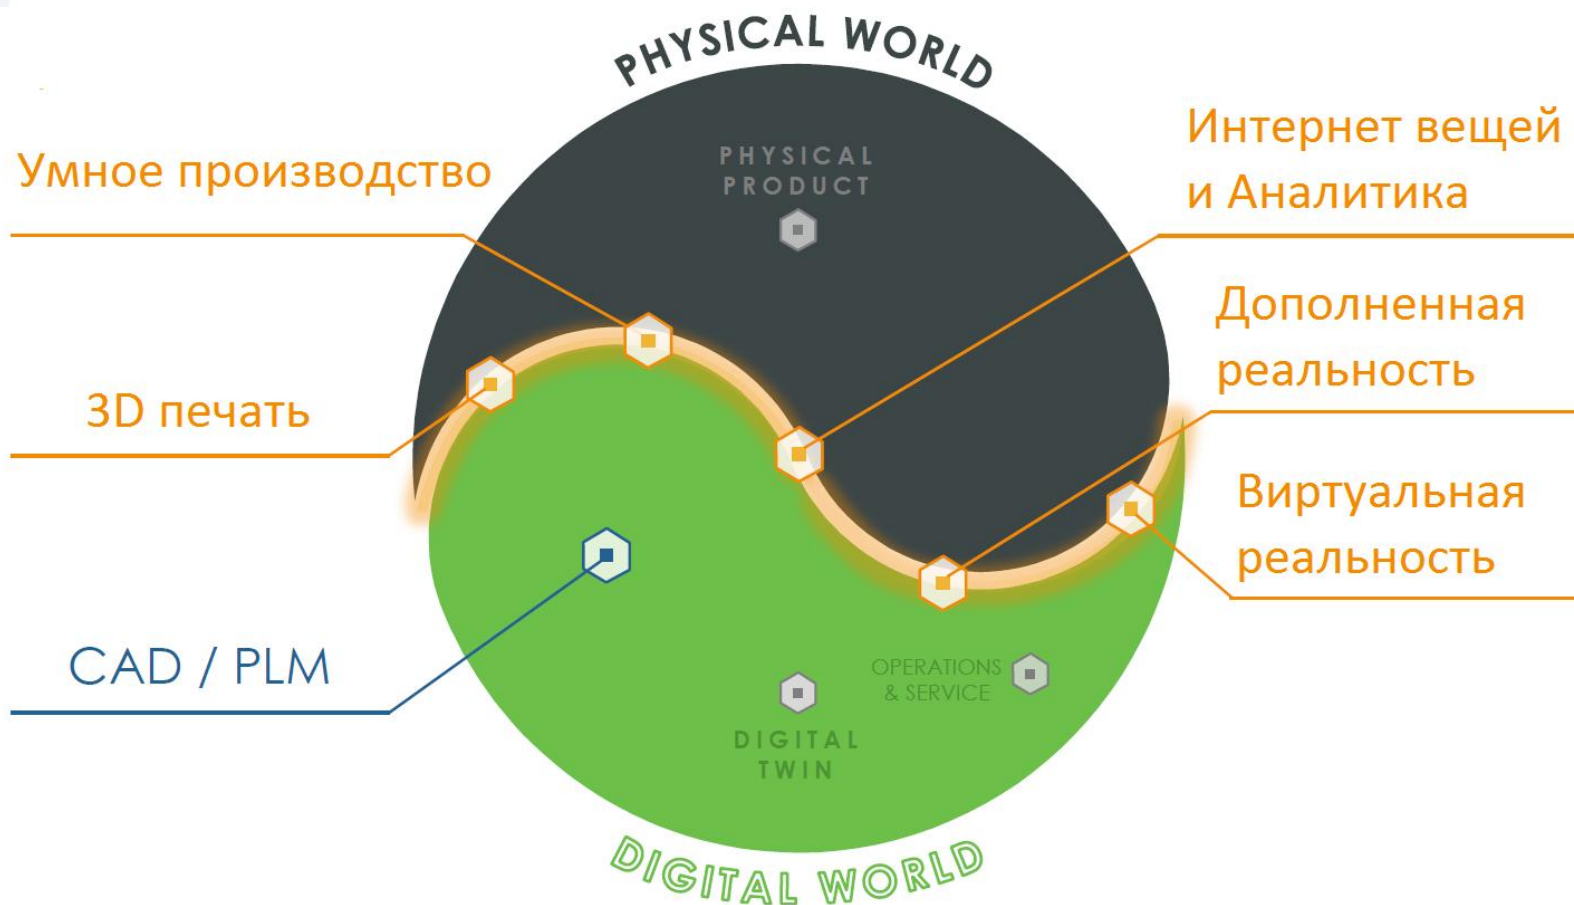 PHYSICAL WORLD
PHYSICAL
PRODUCT
Умное производство
Интернет вещей
и Аналитика
Дополненная
реальность
3D печать
Виртуальная
реальность
CAD / PLM
OPERATIONS
& SERVICE
DIGITAL
TWIN
DIGITAL WORLD